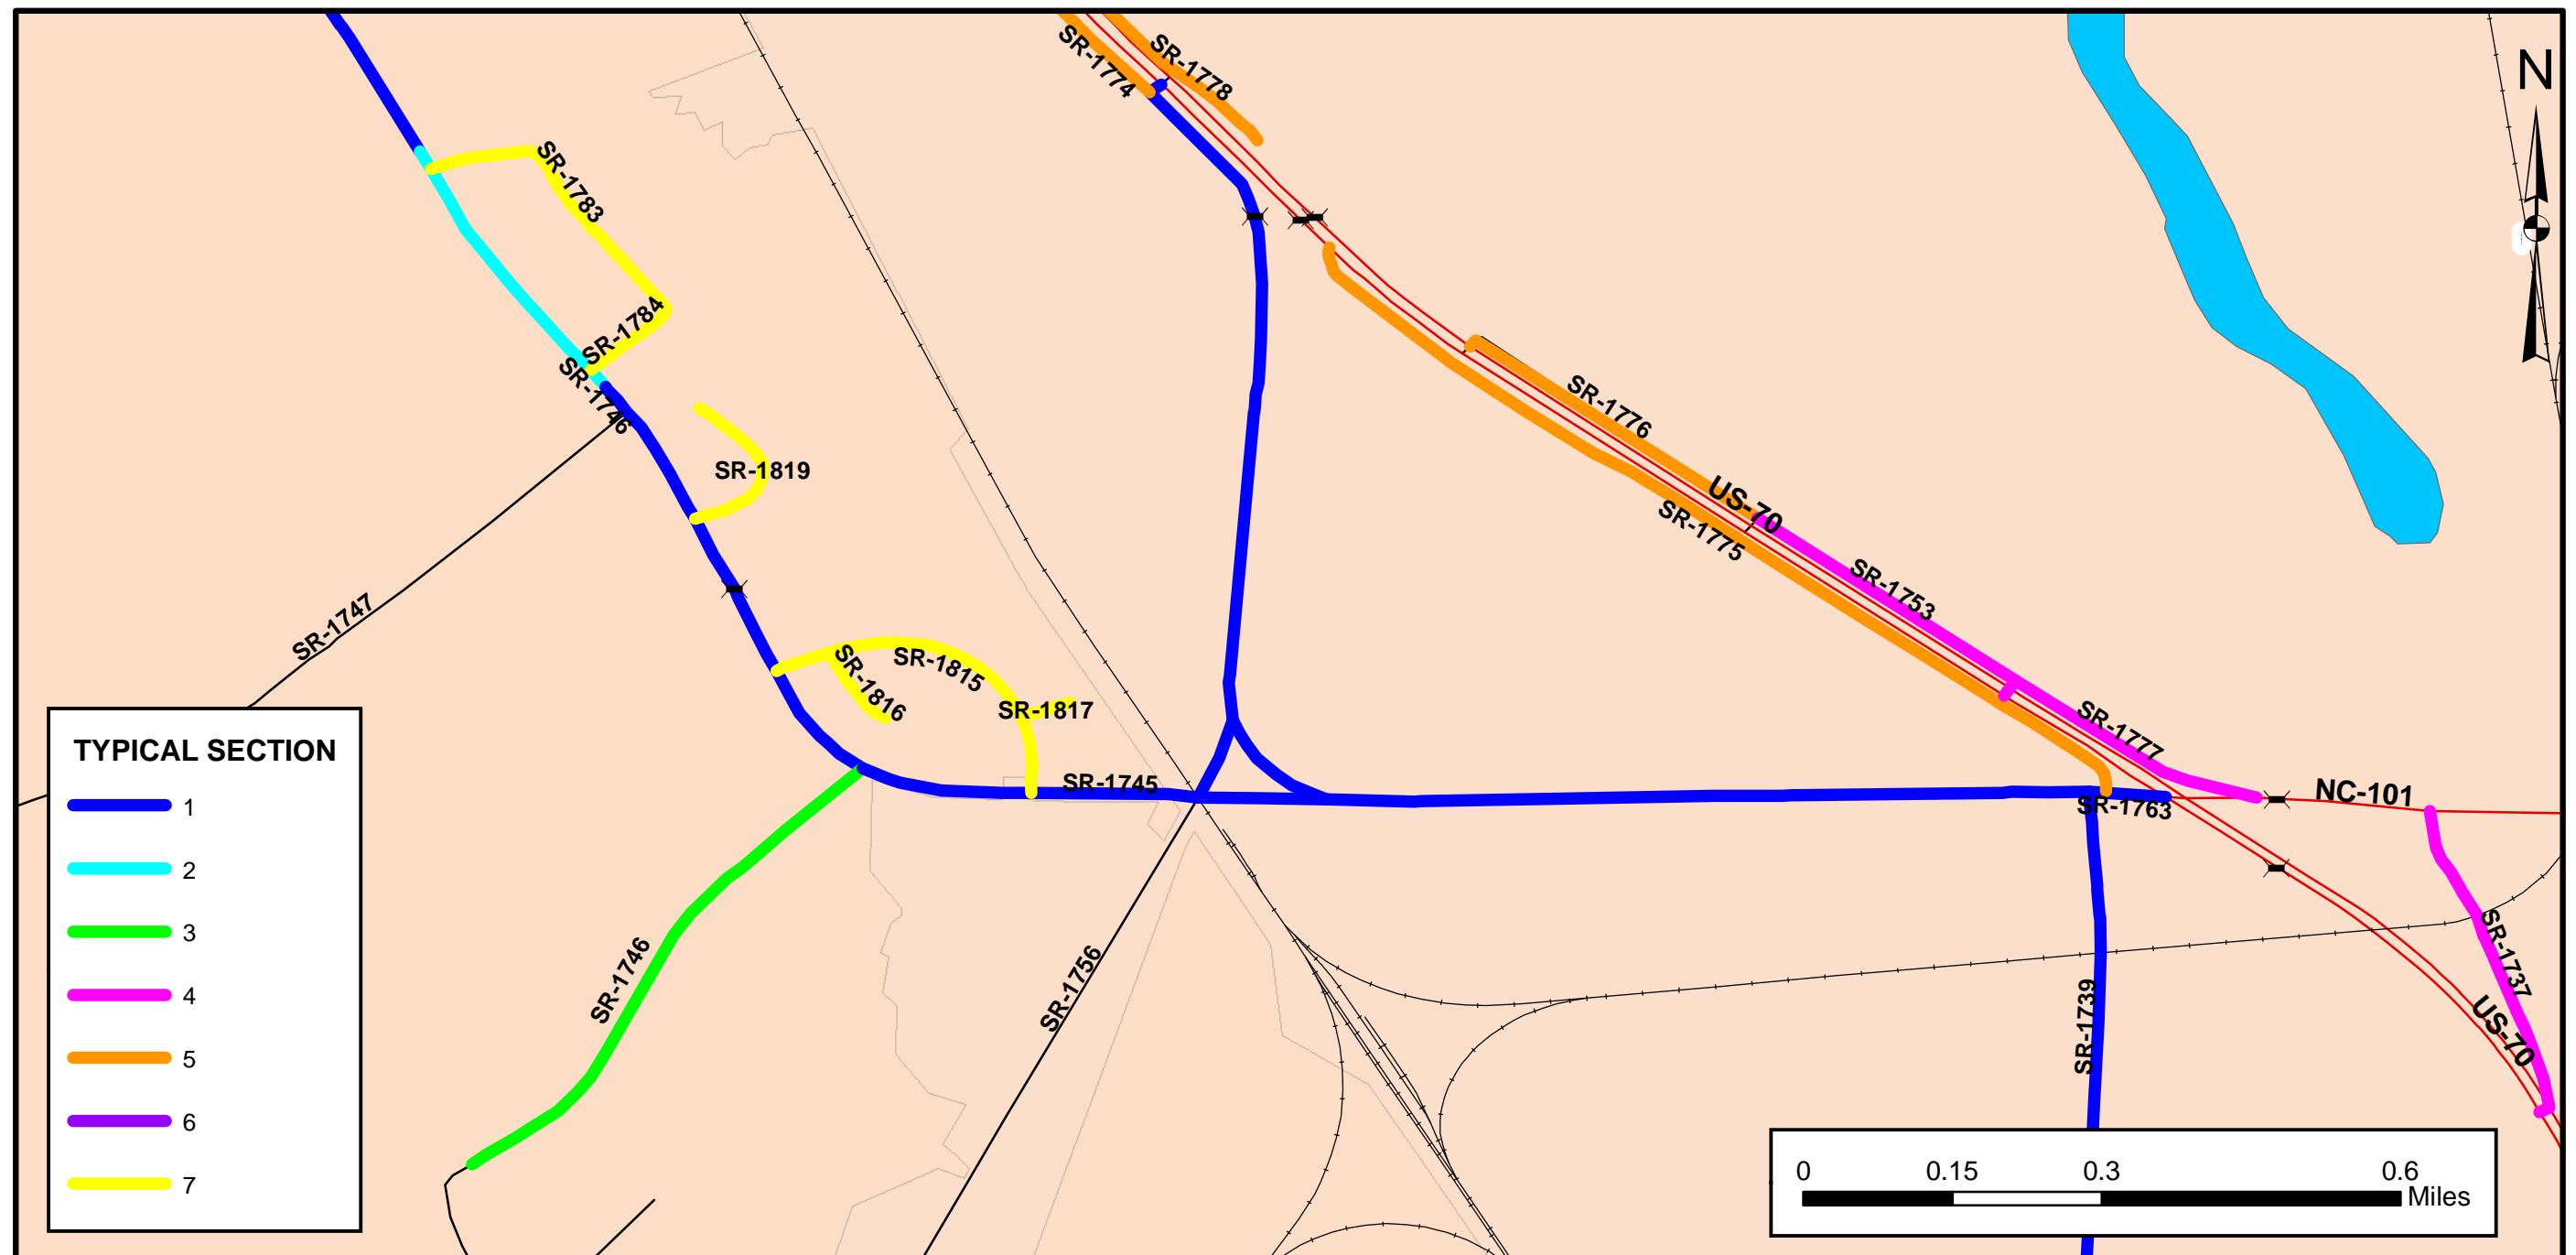 SR-1774
SR-1778
N
SR-1783
SR-1784
SR-1746
SR-1776
SR-1819
US-70
SR-1775
SR-1753
SR-1747
SR-1816
SR-1815
SR-1817
SR-1777
SR-1745
NC-101
SR-1763
SR-1746
SR-1756
SR-1739
SR-1737
US-70
TYPICAL SECTION
1
2
3
4
5
6
7
0 0.15 0.3 0.6
Miles